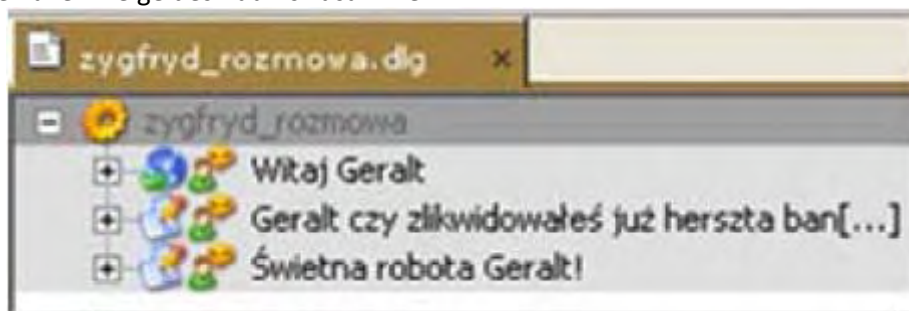 zygfryd_rozmowa.dlg ×
zygfryd_rozmowa
Witaj Geralt
Geralt czy zlikwidowałeś już herszta ban[...]
Świetna robota Geralt!